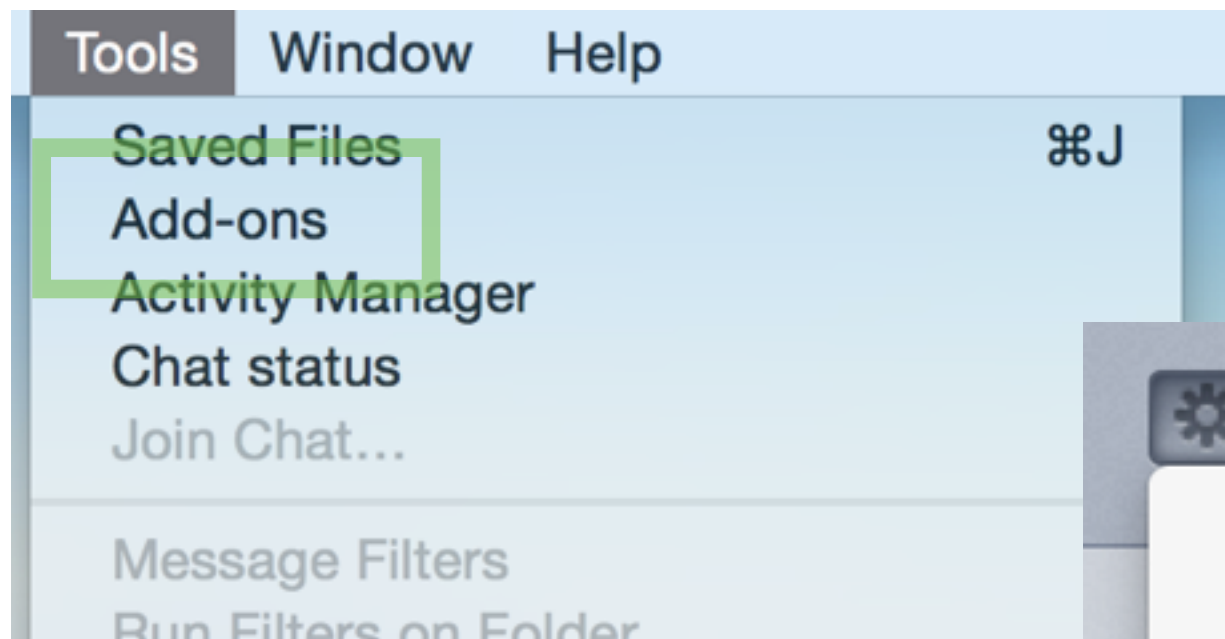 Tools Window Help
Saved Files ⌘J
Add-ons
Activity Manager
Chat status
Join Chat...
Message Filters
Run Filters on Folder